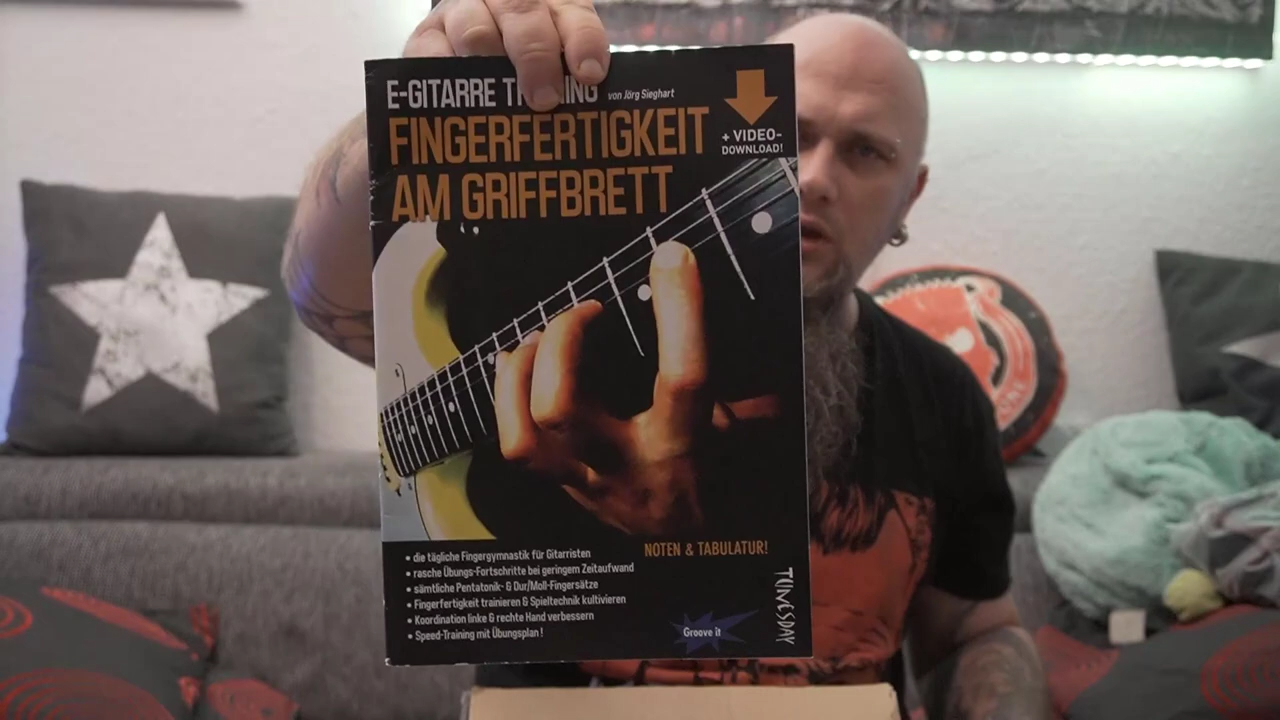 E-GITARRE TR NING von Jörg Sieghart
FINGERFERTIGKEIT
AM GRIFFBRETT
+ VIDEO-
DOWNLOAD!
• die tägliche Fingergymnastik für Gitarristen
• rasche Übungs-Fortschritte bei geringem Zeitaufwand
• sämtliche Pentatonik- & Dur/Moll-Fingersätze
• Fingerfertigkeit trainieren & Spieltechnik kultivieren
• Koordination linke & rechte Hand verbessern
• Speed-Training mit Übungsplan !
NOTEN & TABULATUR!
Groove it
TUNESDAY